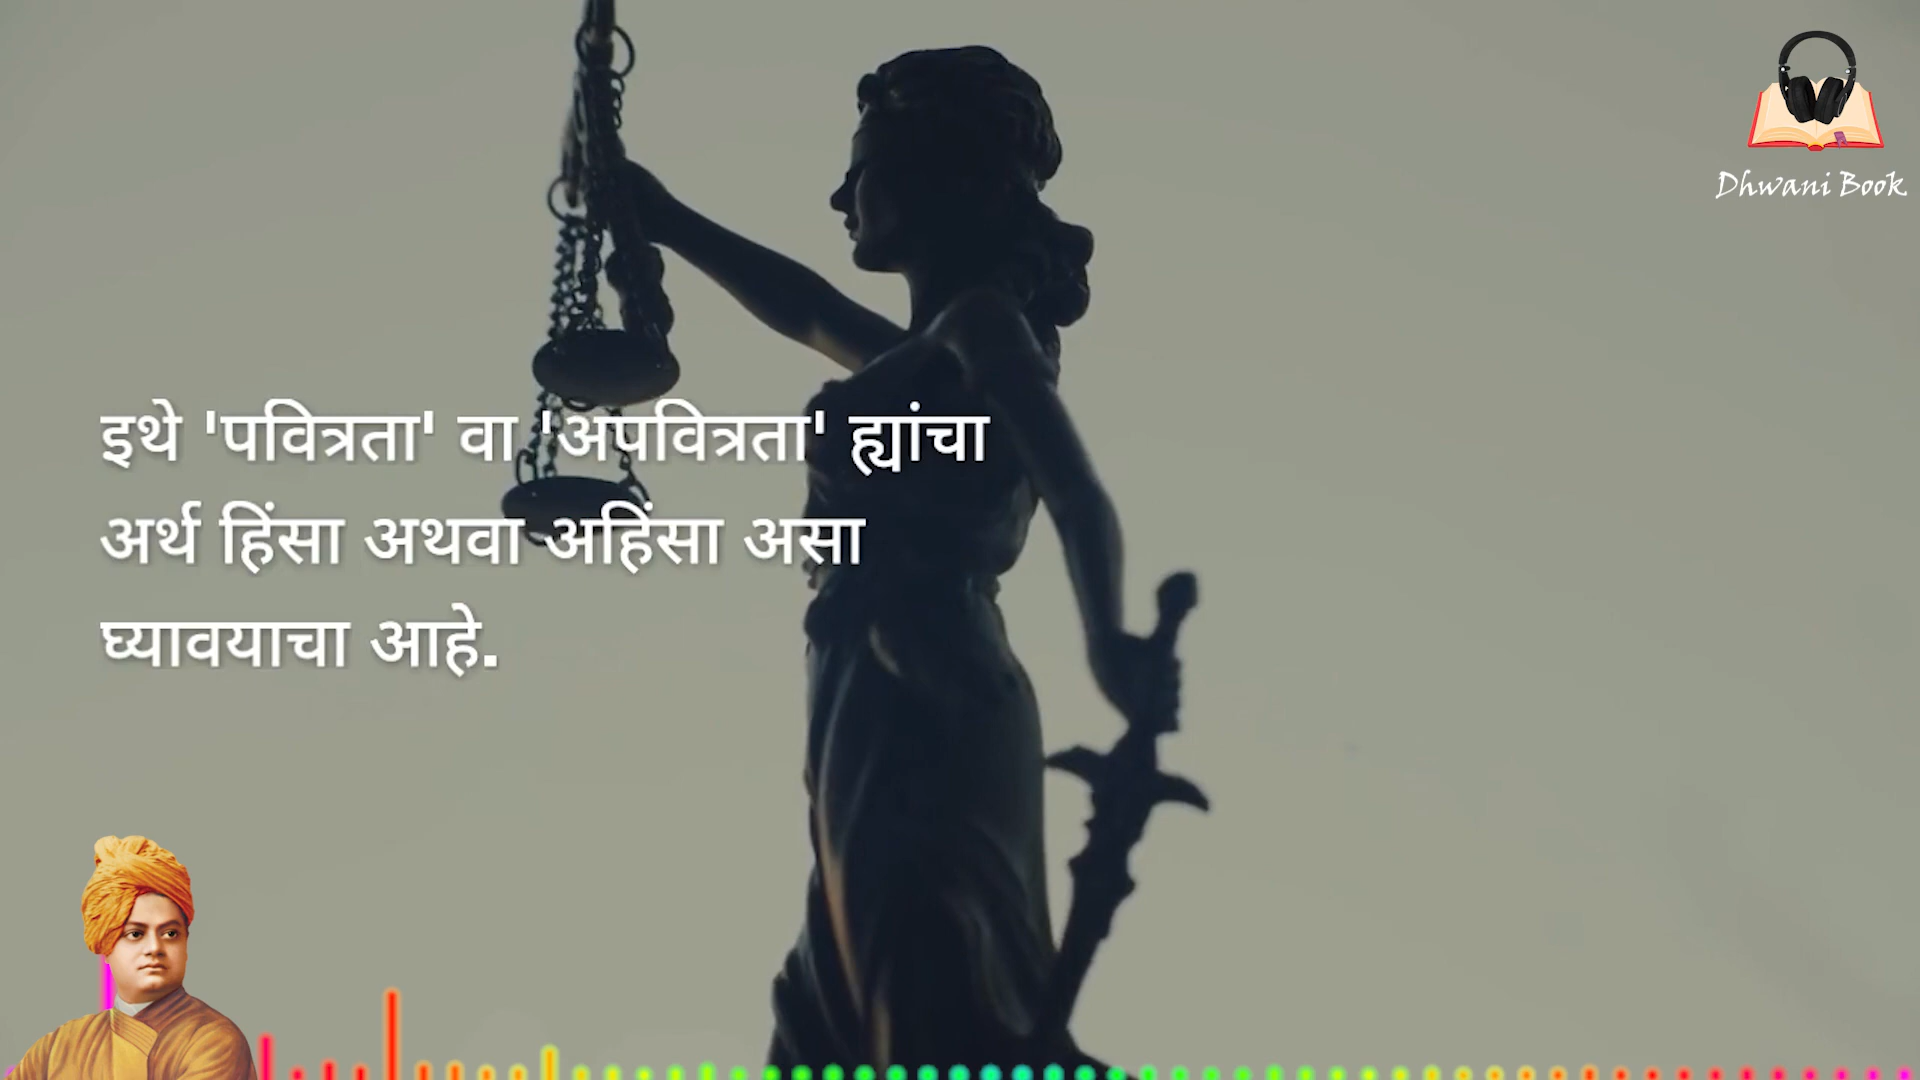 Dhwani Book
इथे 'पवित्रता' वा 'अपवित्रता' ह्यांचा
अर्थ हिंसा अथवा अहिंसा असा
घ्यावयाचा आहे.